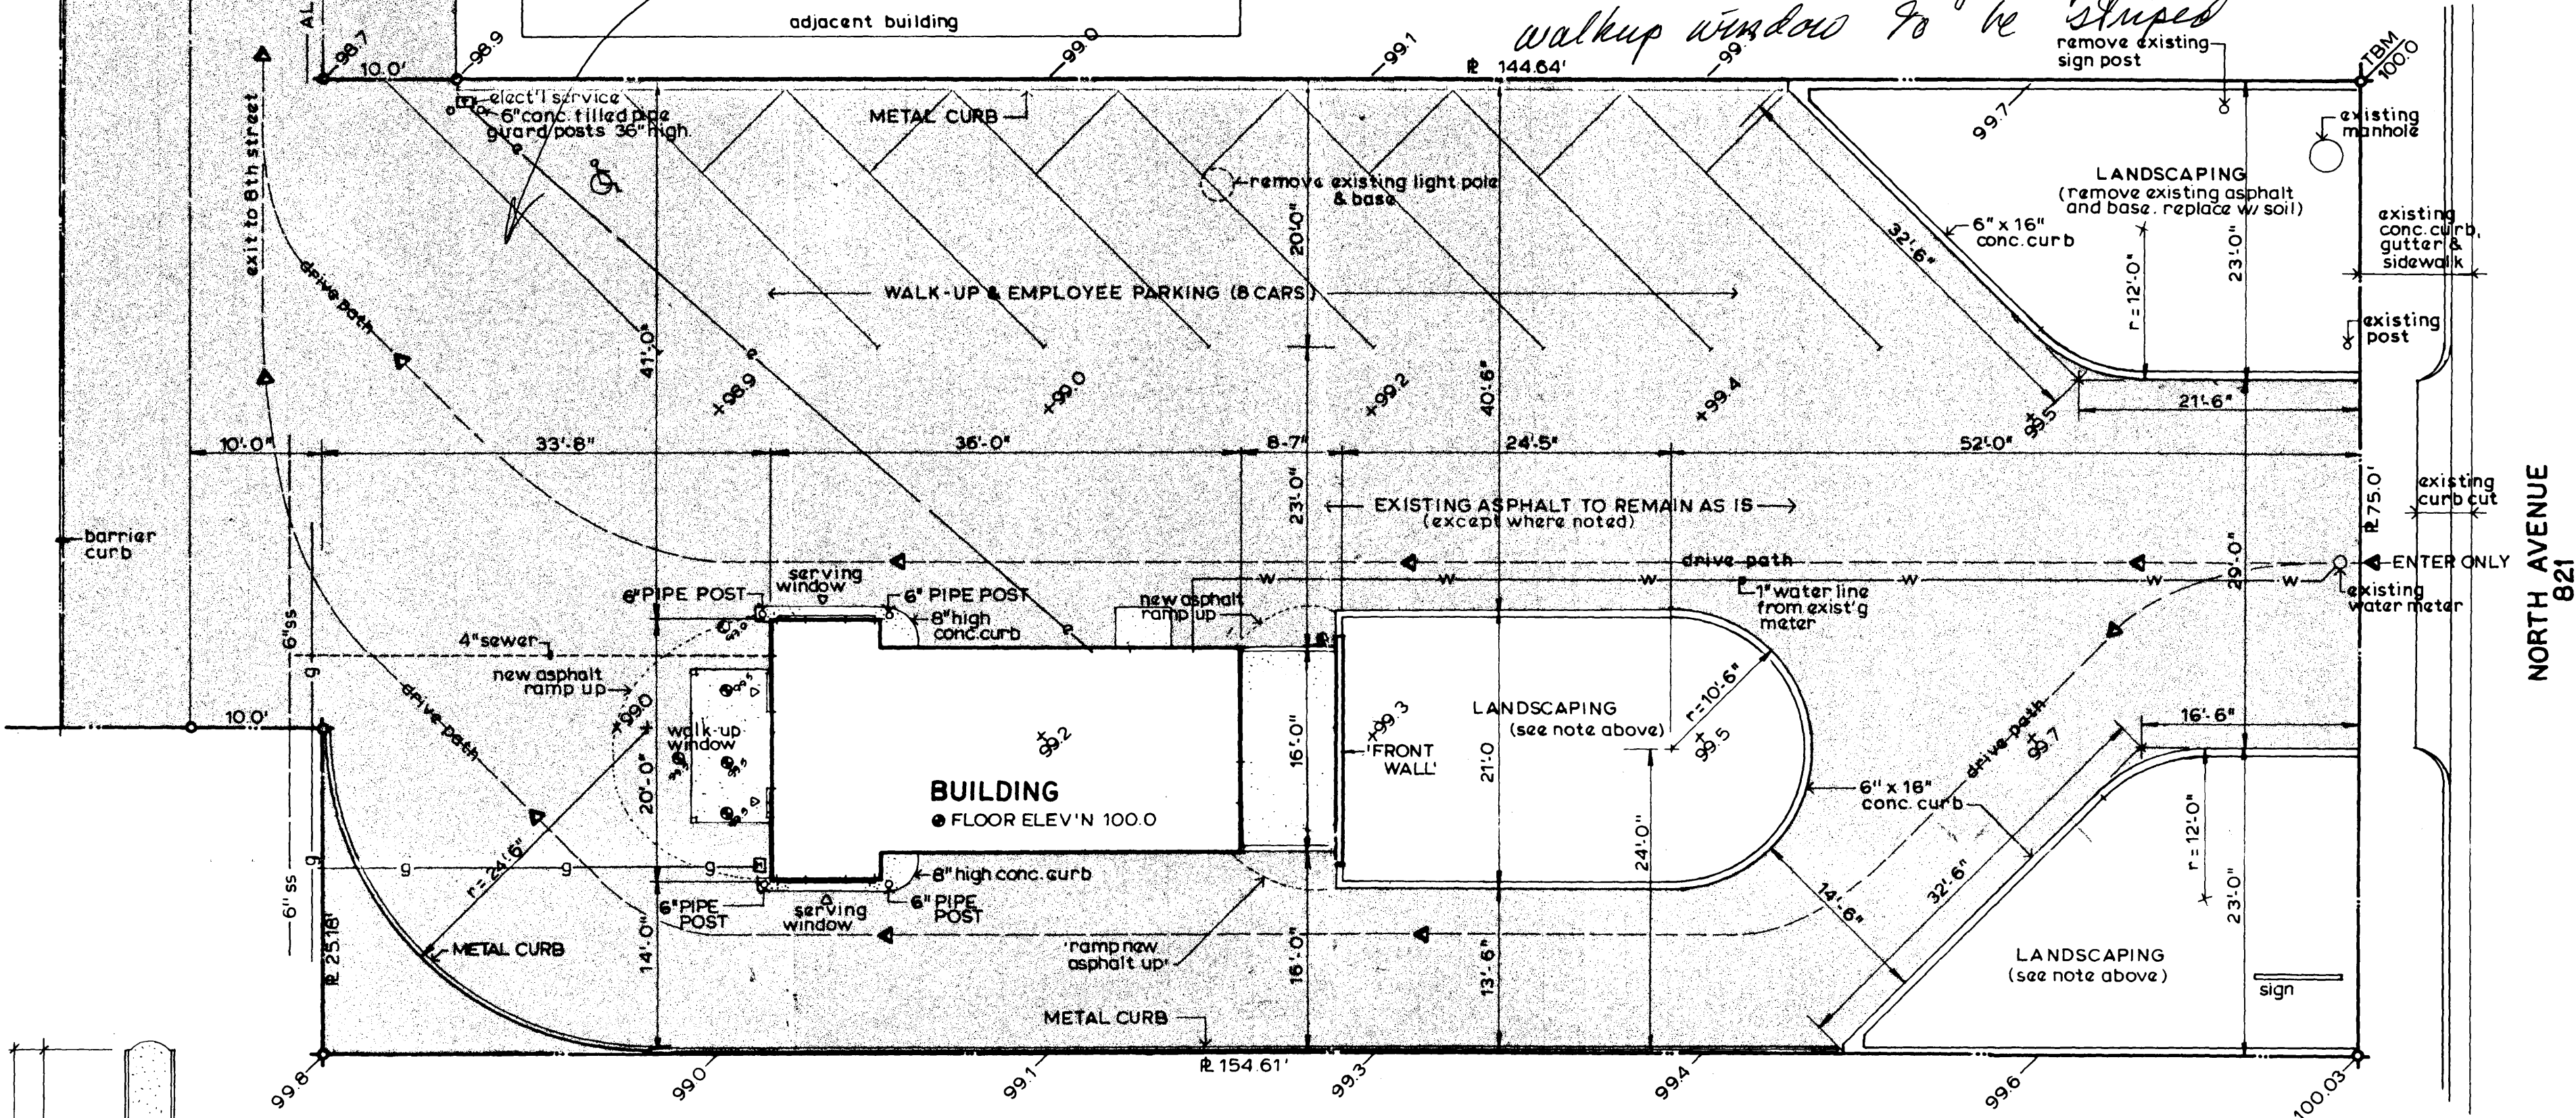 adjacent building
walkup window to be striped
remove existing
sign post
TBM
100.0
AL
98.7
98.9
10.0'
99.0
99.1
℄ 144.64'
elect'l service
6" conc. filled pipe
guard posts 36" high.
METAL CURB
exit to 8th street
drive path
remove existing light pole
& base
20'-0"
WALK-UP & EMPLOYEE PARKING (8 CARS)
41'-0"
40'-6"
32'-6"
99.7
existing
manhole
LANDSCAPING
(remove existing asphalt
and base. replace w/ soil)
6" x 16"
conc. curb
r = 12'-0"
23'-0"
existing
conc. curb,
gutter &
sidewalk
existing
post
+98.9
+99.0
+99.2
+99.4
+99.5
21'-6"
10'-0"
33'-8"
36'-0"
8-7"
24'-5"
52'-0"
barrier
curb
23'-0"
EXISTING ASPHALT TO REMAIN AS IS
(except where noted)
℄ 75.0'
existing
curb cut
NORTH AVENUE
821
drive path
ENTER ONLY
29'-0"
w w w w w w
1" water line
from exist'g
meter
existing
water meter
serving
window
6" PIPE POST
6" PIPE POST
8" high
conc. curb
new asphalt
ramp up
6" ss
4" sewer
new asphalt
ramp up
g
drive path
10.0'
+99.0
walk-up
window
99.5
99.5
99.5
20'-0"
+99.2
BUILDING
FLOOR ELEV'N 100.0
16'-0"
+99.3
'FRONT
WALL'
21'-0
LANDSCAPING
(see note above)
r = 10'-6"
+99.5
24'-0"
drive path
+99.7
16'-6"
6" x 16"
conc. curb
r = 12'-0"
32'-6"
14'-6"
23'-0"
6" ss
g g g g
r = 24'-6"
8" high conc. curb
6" PIPE
POST
serving
window
6" PIPE
POST
℄ 25.16'
METAL CURB
14'-0"
'ramp new
asphalt up'
16'-0"
13'-6"
LANDSCAPING
(see note above)
sign
METAL CURB
℄ 154.61'
99.8
99.0
99.1
99.3
99.4
99.6
100.03